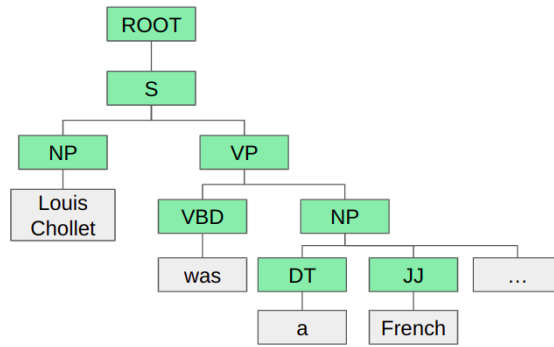 ROOT
S
NP
VP
Louis
Chollet
VBD
NP
was
DT
JJ
...
a
French